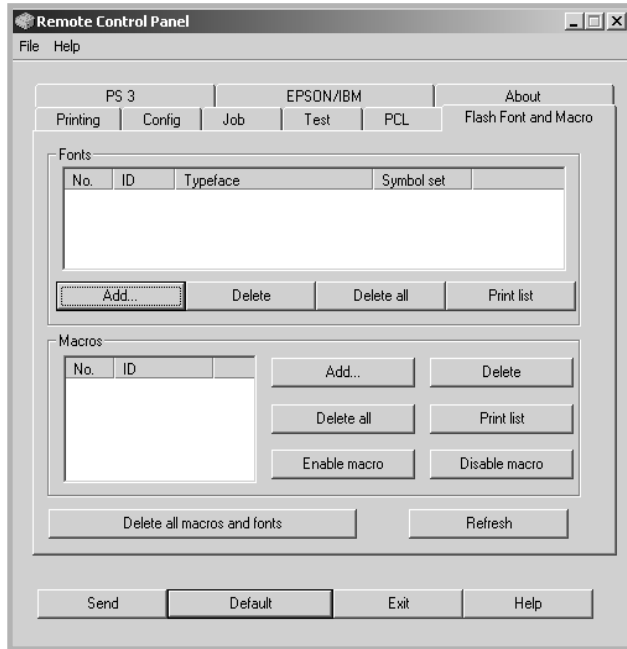 Remote Control Panel
File Help
PS 3 EPSON/IBM About
Printing Config Job Test PCL Flash Font and Macro
Fonts
No. ID Typeface Symbol set
Add... Delete Delete all Print list
Macros
No. ID
Add... Delete
Delete all Print list
Enable macro Disable macro
Delete all macros and fonts Refresh
Send Default Exit Help